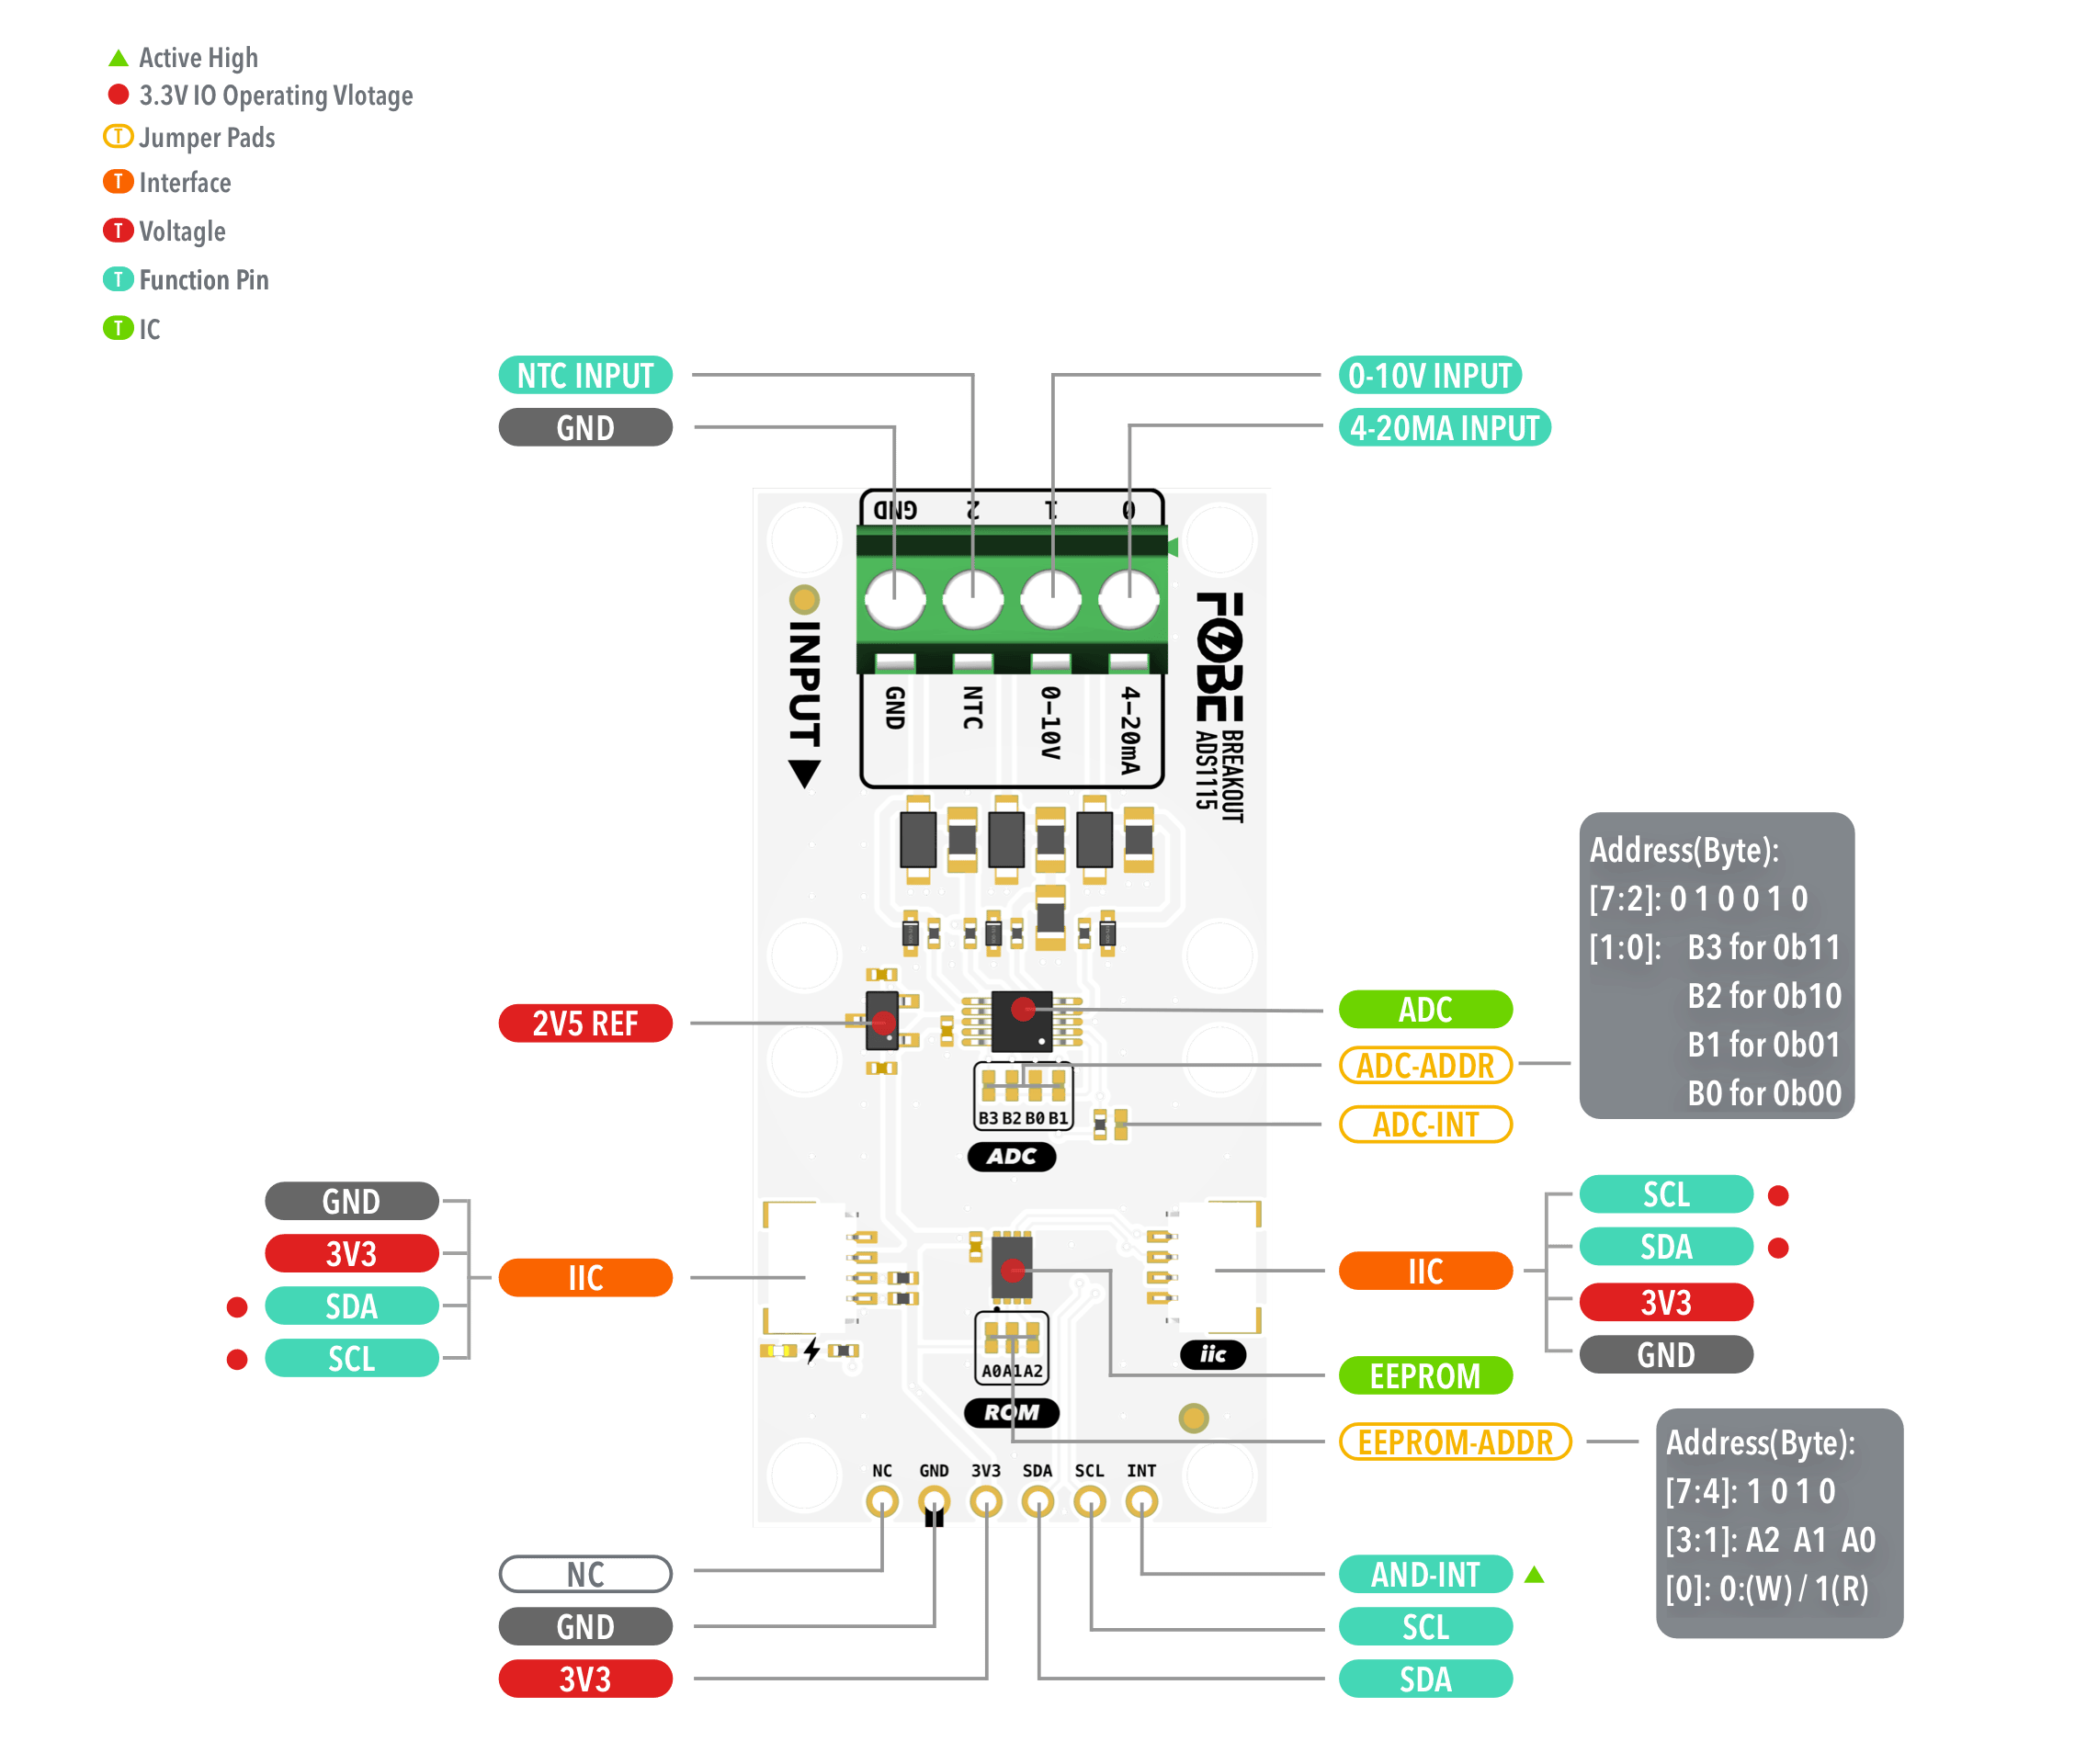 Active High
3.3V IO Operating Vlotage
T Jumper Pads
T Interface
T Voltagle
T Function Pin
T IC
NTC INPUT
GND
0-10V INPUT
4-20MA INPUT
GND 2 1 0
INPUT
GND
NTC
0-10V
4-20mA
FOBE
BREAKOUT
ADS1115
2V5 REF
ADC
ADC-ADDR
ADC-INT
Address(Byte):
[7:2]: 0 1 0 0 1 0
[1:0]: B3 for 0b11
B2 for 0b10
B1 for 0b01
B0 for 0b00
B3 B2 B0 B1
ADC
GND
3V3
SDA
SCL
IIC
IIC
SCL
SDA
3V3
GND
iic
A0 A1 A2
ROM
EEPROM
EEPROM-ADDR
Address(Byte):
[7:4]: 1 0 1 0
[3:1]: A2 A1 A0
[0]: 0:(W) / 1(R)
NC GND 3V3 SDA SCL INT
NC
GND
3V3
AND-INT
SCL
SDA